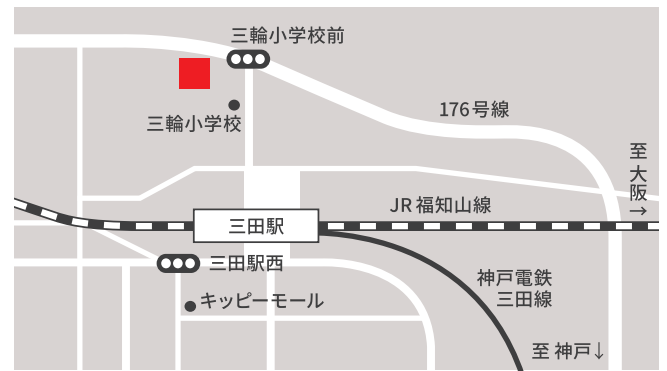 三輪小学校前
176号線
三輪小学校
至大阪→
JR福知山線
三田駅
三田駅西
神戸電鉄
三田線
キッピーモール
至 神戸↓